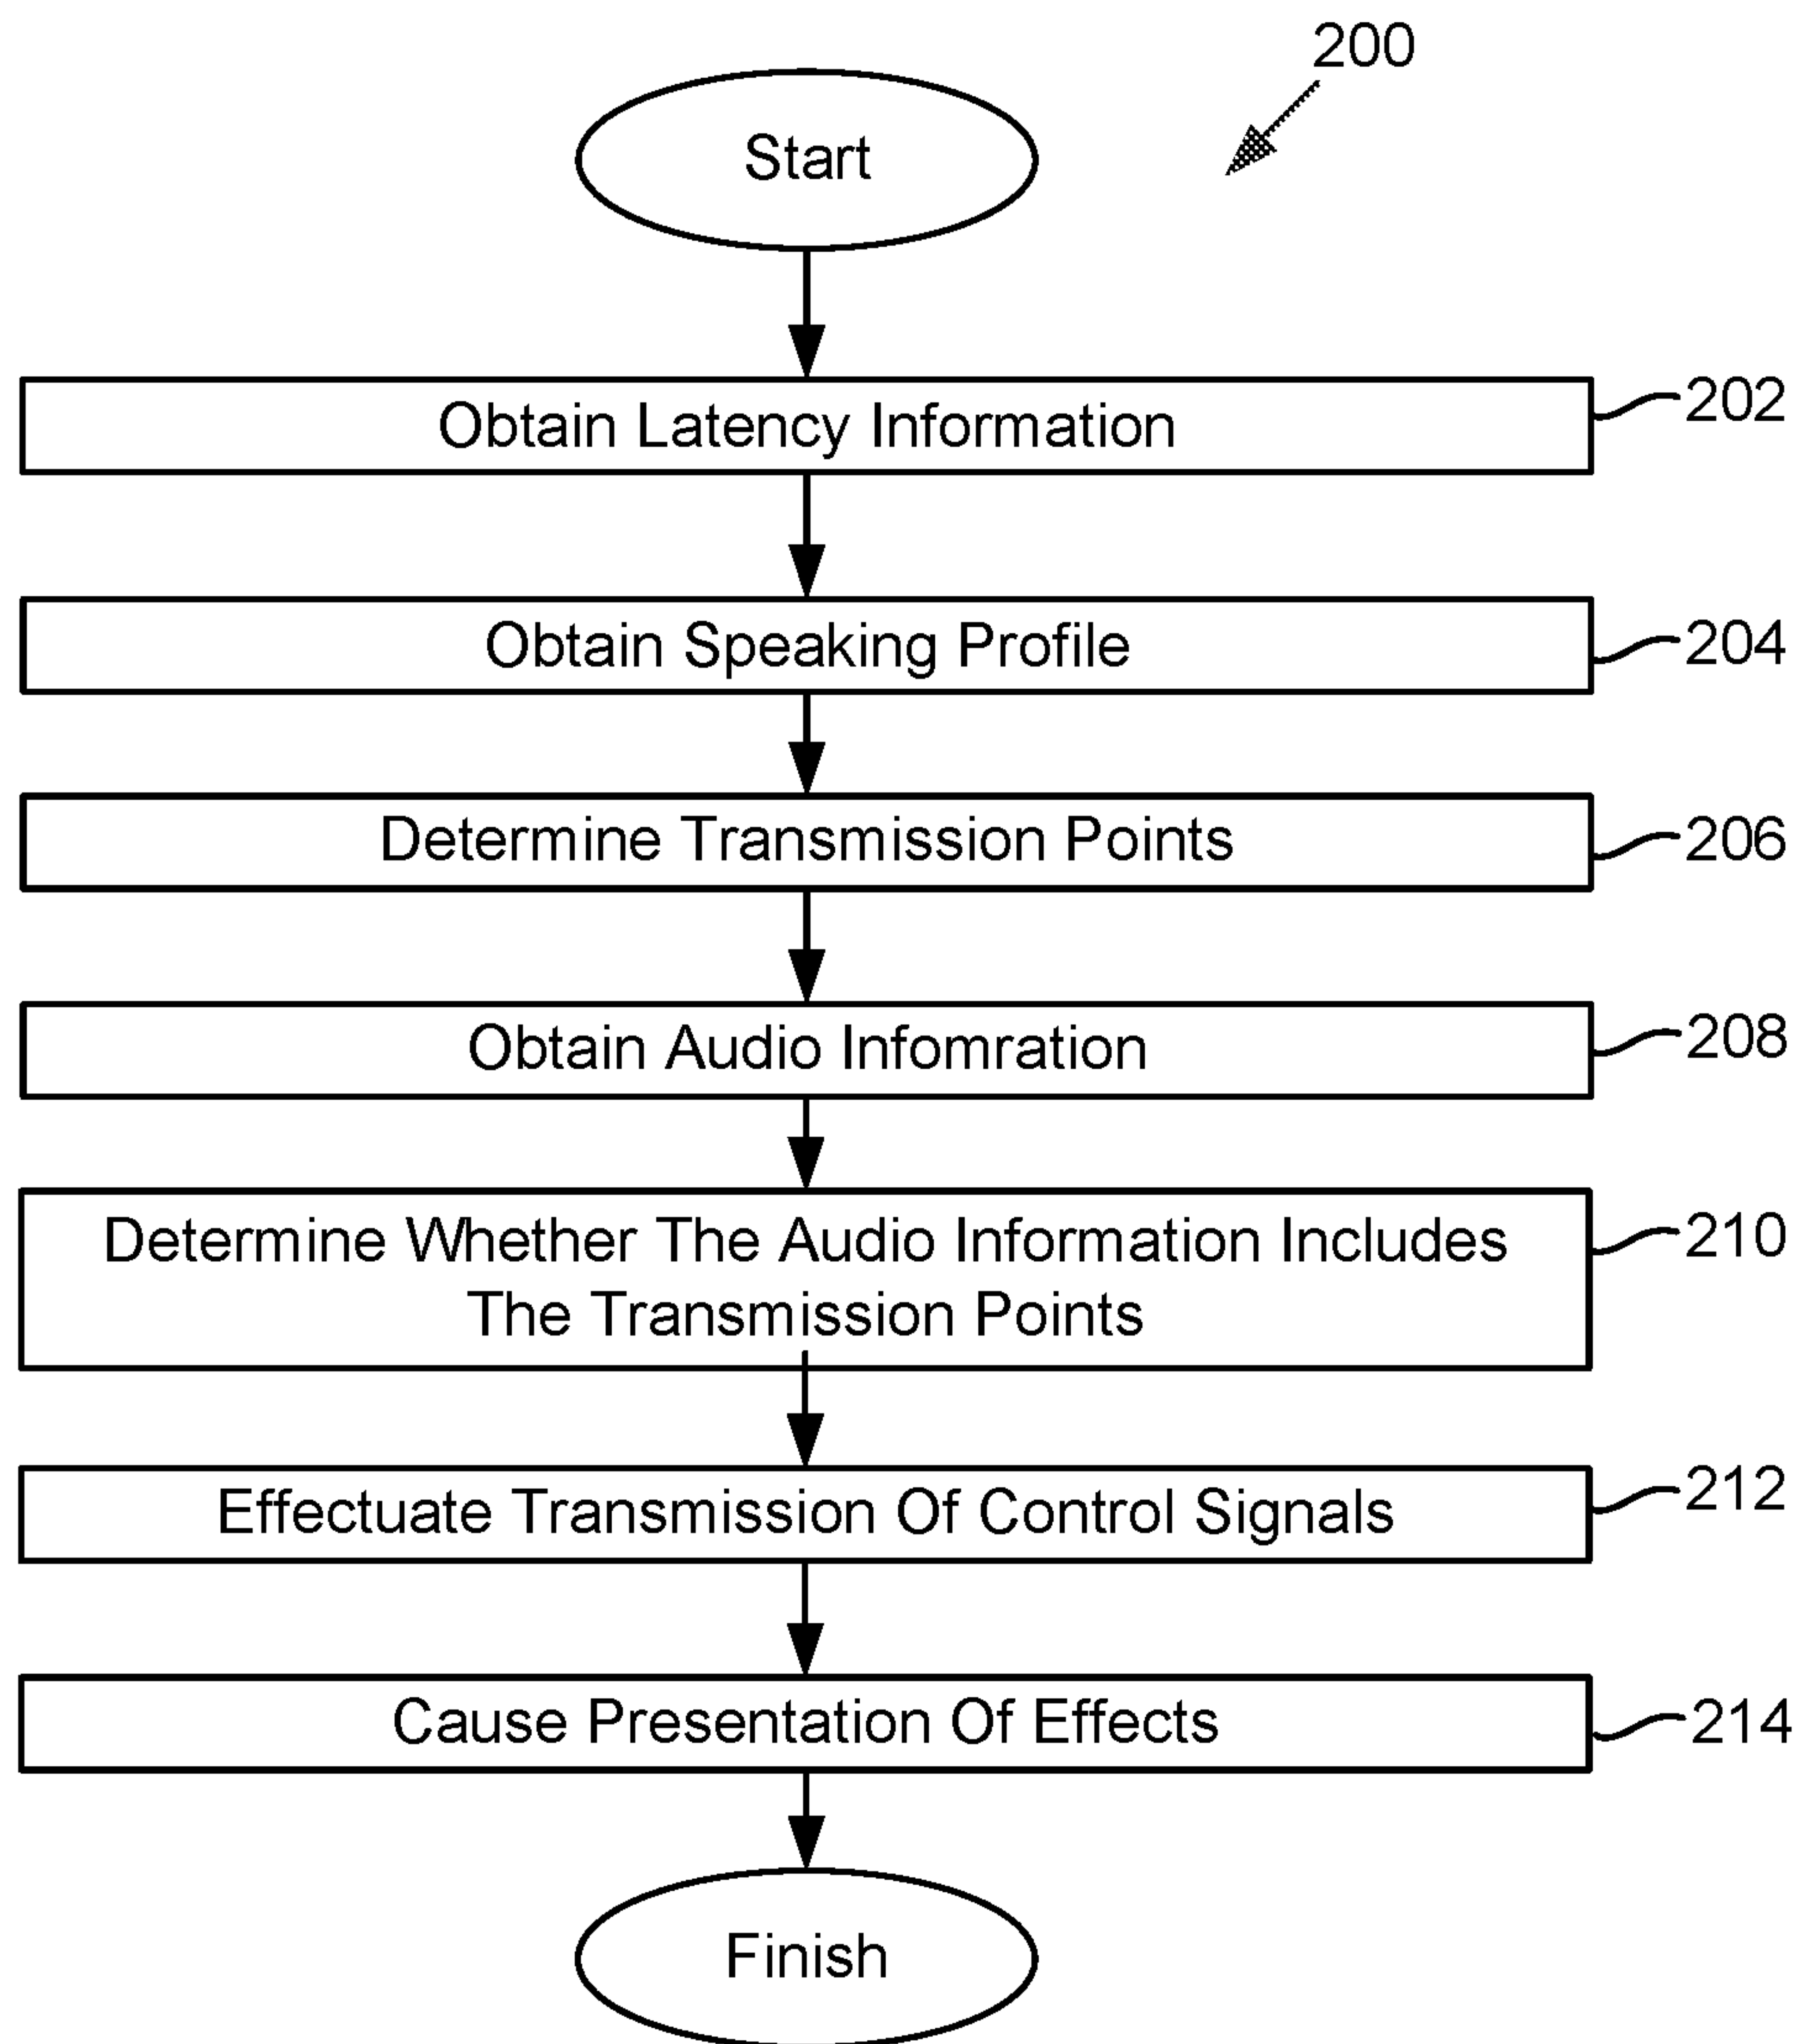 200
Start
Obtain Latency Information
202
Obtain Speaking Profile
204
Determine Transmission Points
206
Obtain Audio Infomration
208
Determine Whether The Audio Information Includes
The Transmission Points
210
Effectuate Transmission Of Control Signals
212
Cause Presentation Of Effects
214
Finish